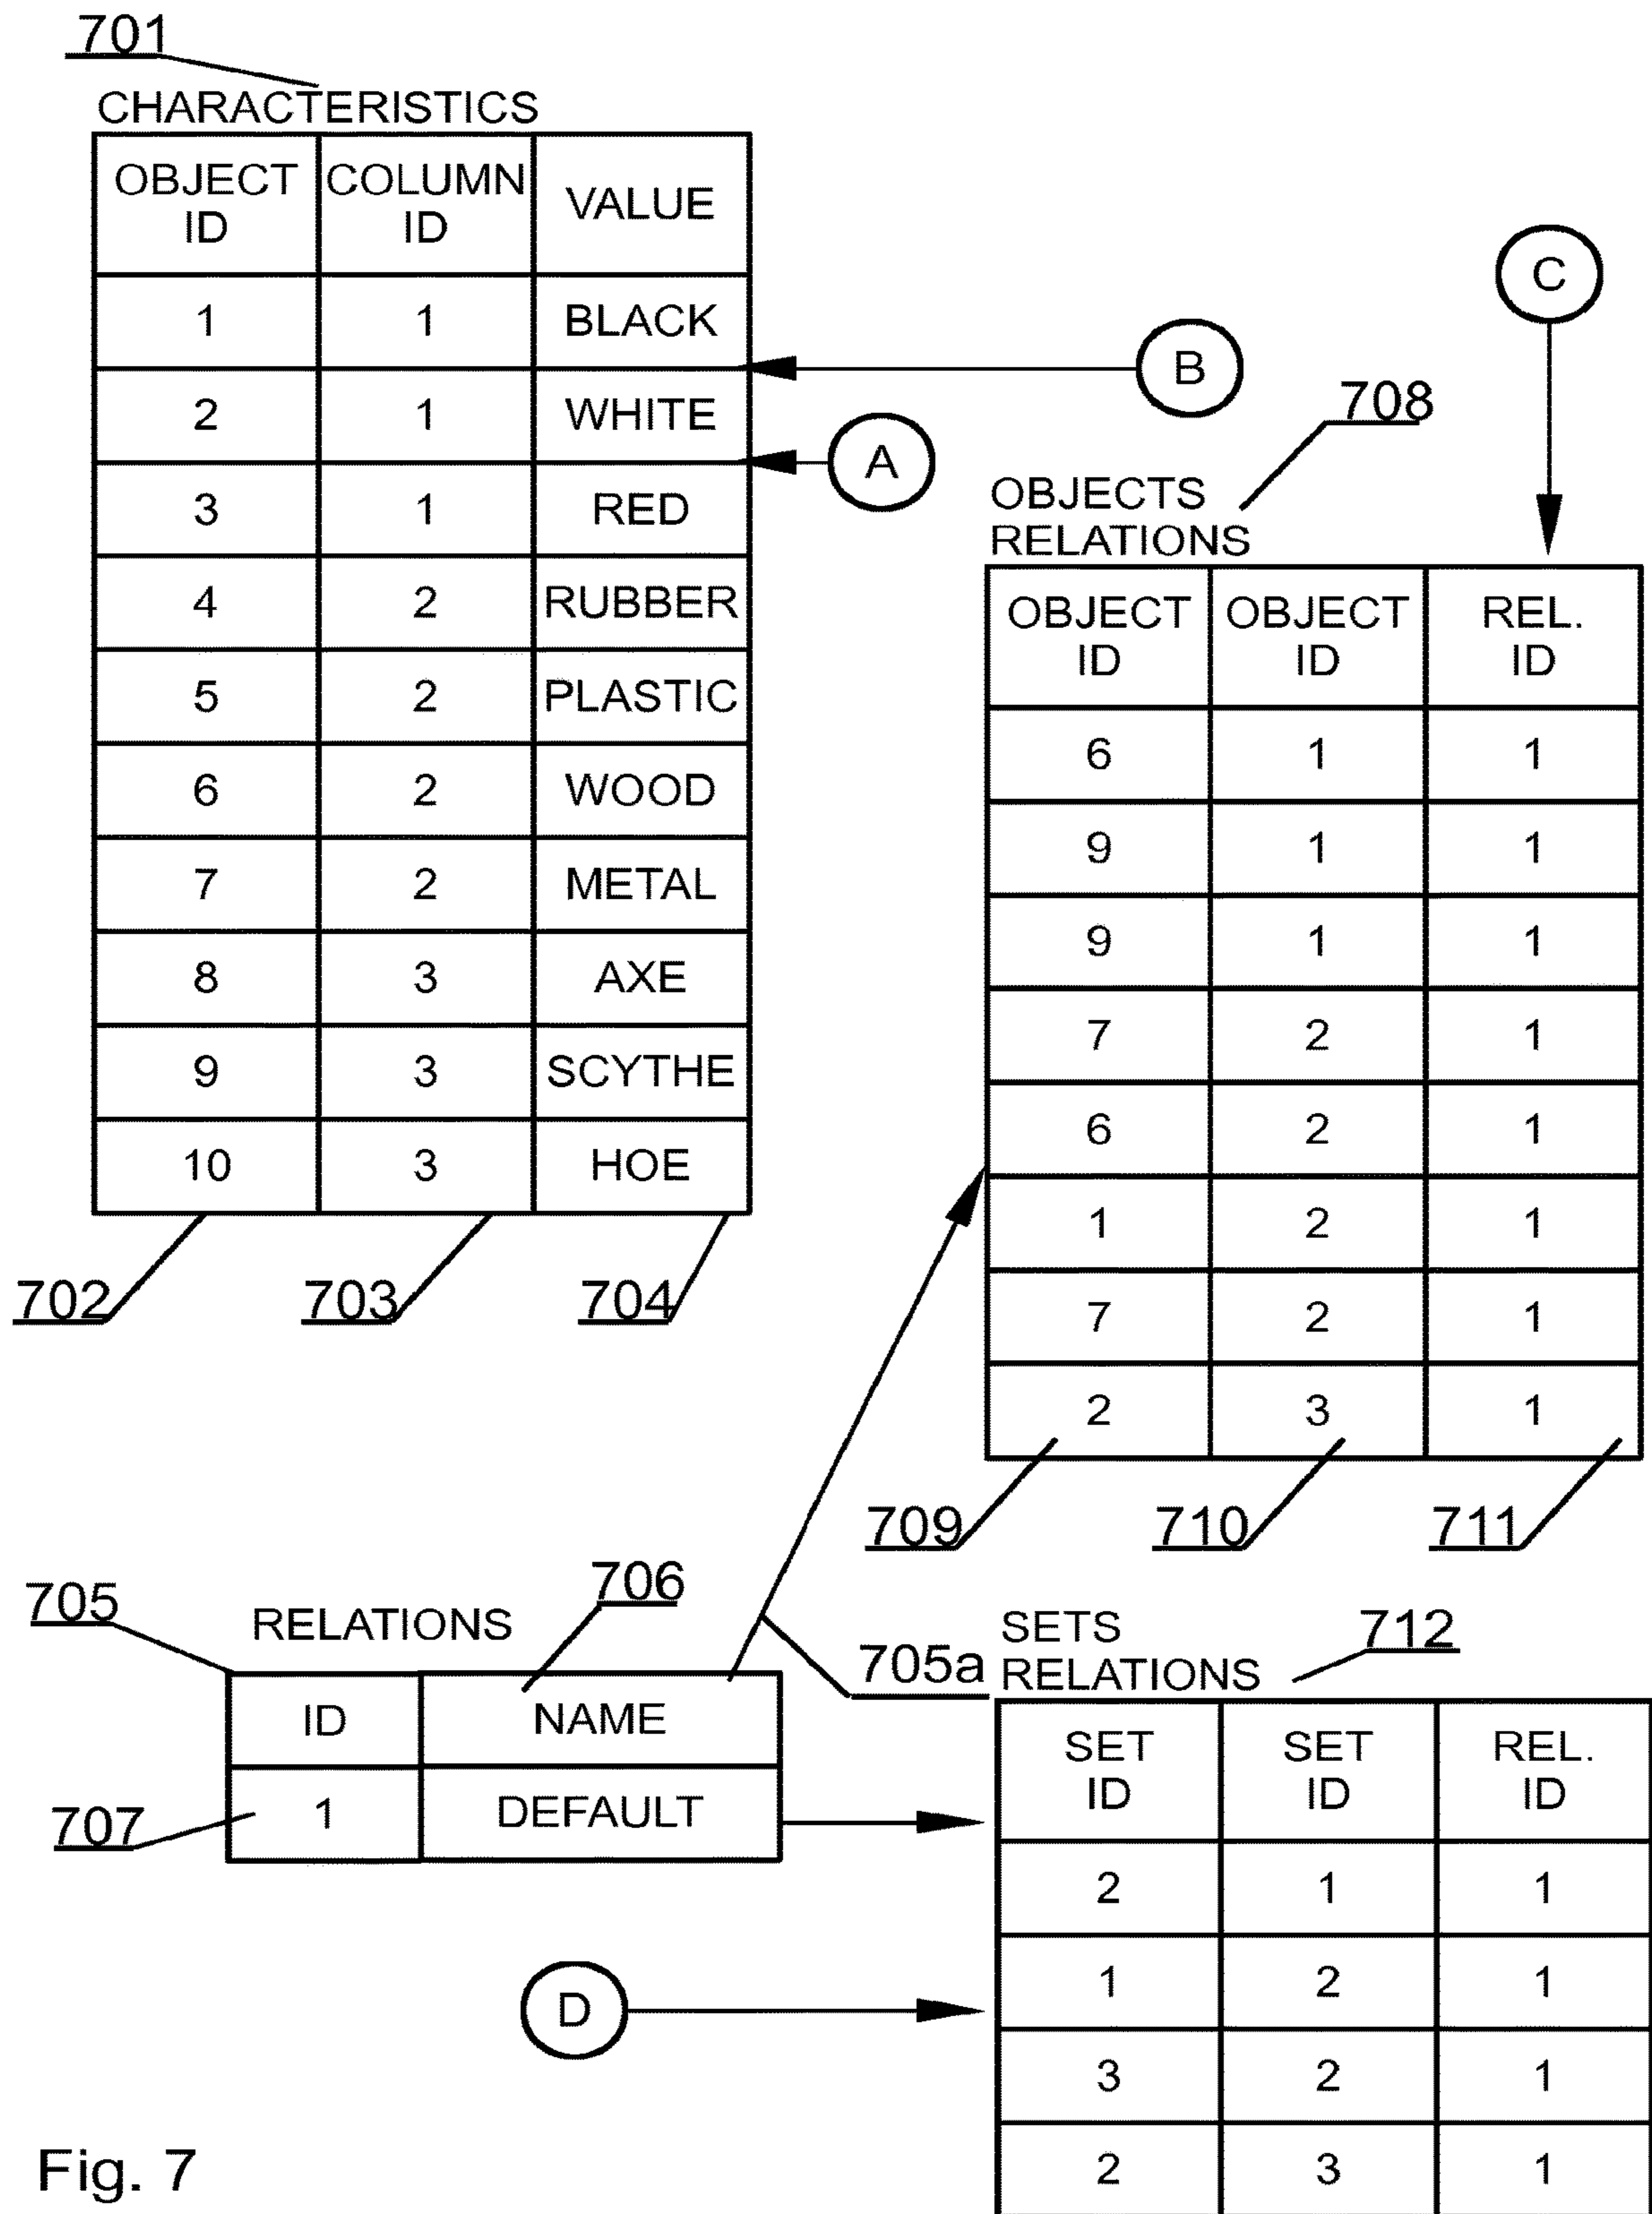 701
CHARACTERISTICS
OBJECT ID COLUMN ID VALUE
1 1 BLACK
2 1 WHITE
3 1 RED
4 2 RUBBER
5 2 PLASTIC
6 2 WOOD
7 2 METAL
8 3 AXE
9 3 SCYTHE
10 3 HOE
702 703 704
B
A
C
708
OBJECTS
RELATIONS
OBJECT ID OBJECT ID REL. ID
6 1 1
9 1 1
9 1 1
7 2 1
6 2 1
1 2 1
7 2 1
2 3 1
709 710 711
705
RELATIONS
706
ID NAME
1 DEFAULT
707
705a
SETS
RELATIONS
712
SET ID SET ID REL. ID
2 1 1
1 2 1
3 2 1
2 3 1
D
Fig. 7